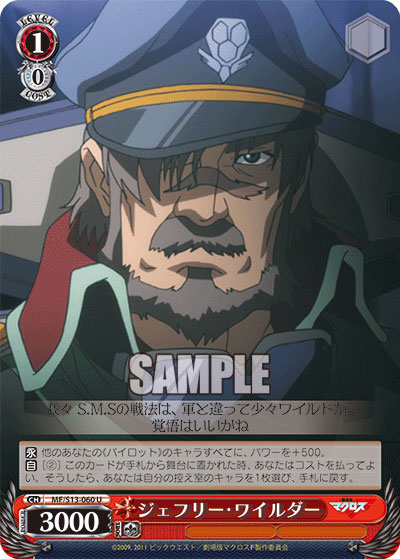 LEVEL
1
0
COST
SAMPLE
我々 S.M.Sの戦法は、軍と違って少々ワイルドだ。
覚悟はいいがね
永 他のあなたの《パイロット》のキャラすべてに、パワーを+500。
自 [②] このカードが手札から舞台に置かれた時、あなたはコストを払ってよ
い。そうしたら、あなたは自分の控え室のキャラを1枚選び、手札に戻す。
CH MF/S13-060 U
3000
ジェフリー・ワイルダー
マクロス
©2009, 2011 ビックウエスト/劇場版マクロスF製作委員会